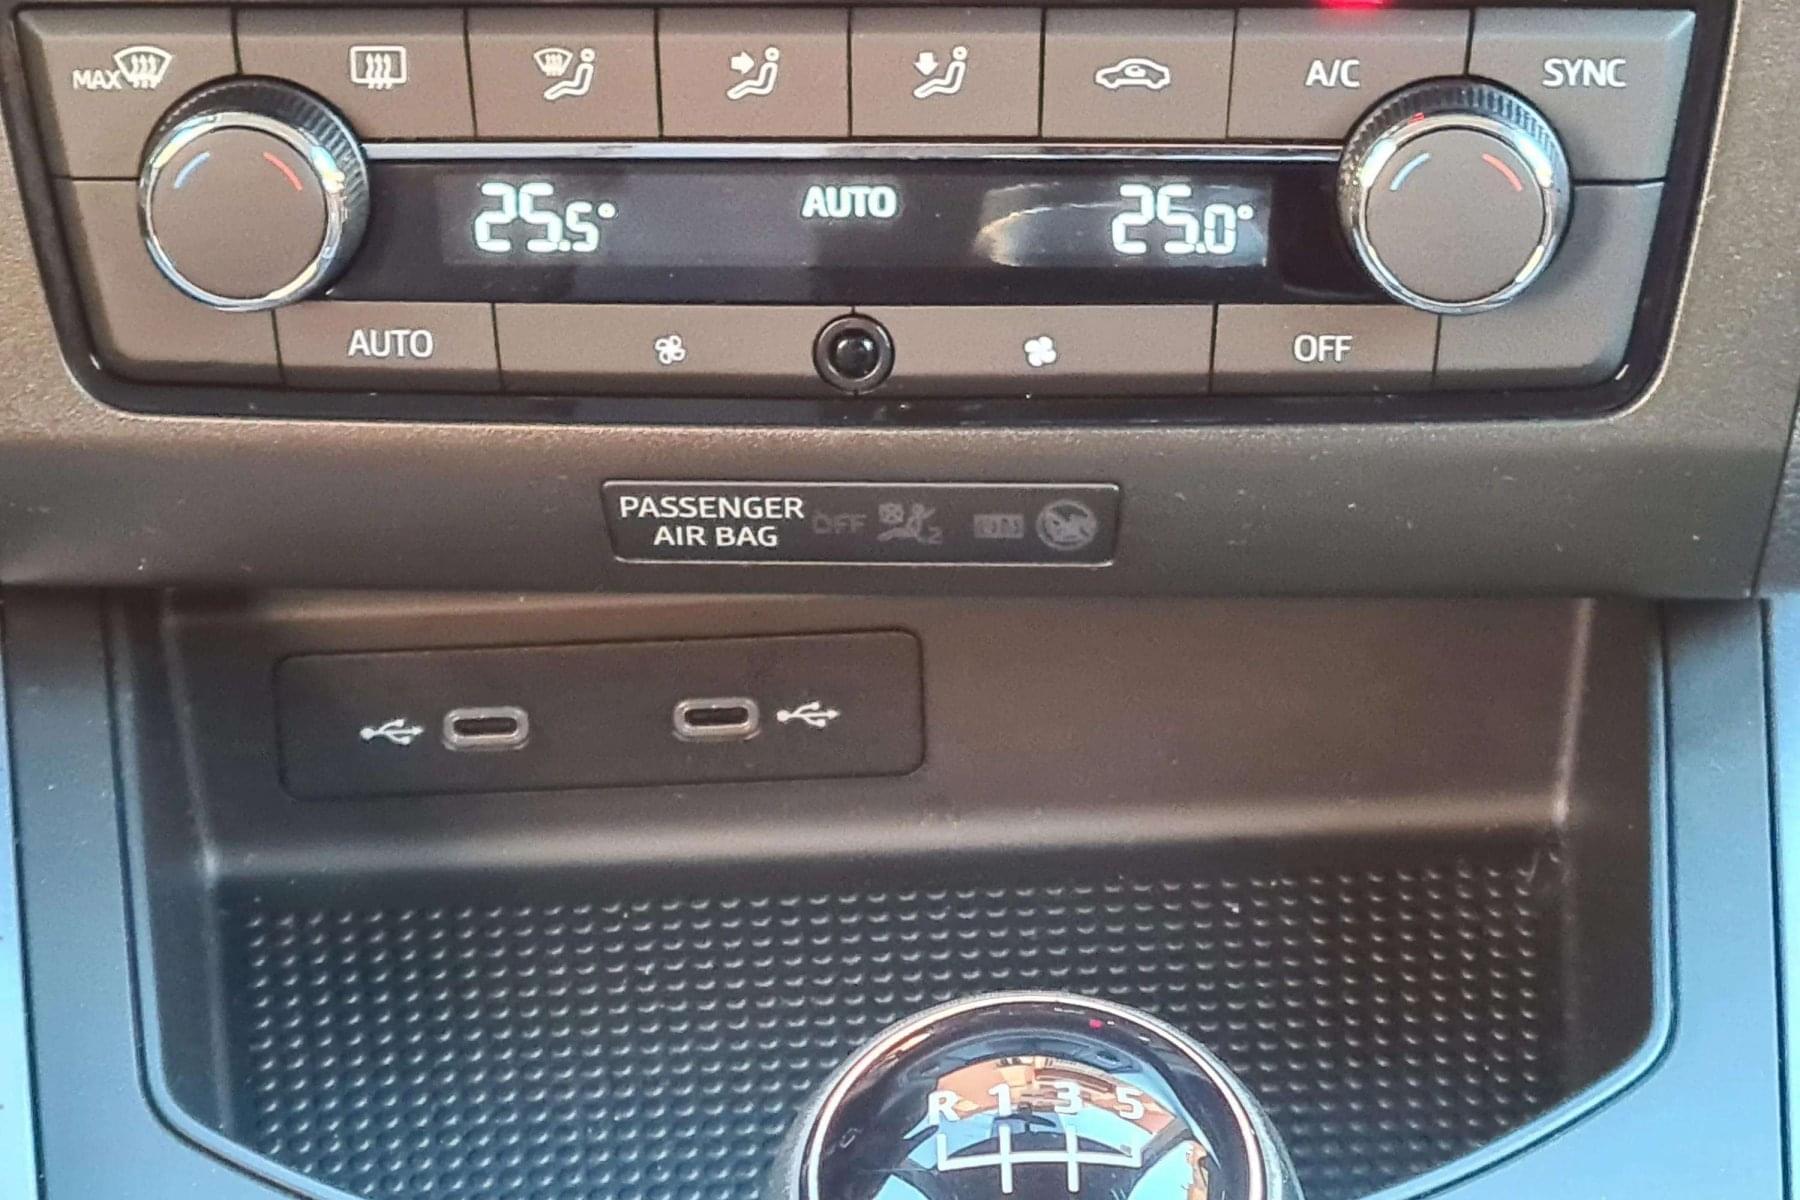 MAX
A/C
SYNC
25.5°
AUTO
25.0°
AUTO
OFF
PASSENGER
AIR BAG
OFF
R 1 3 5